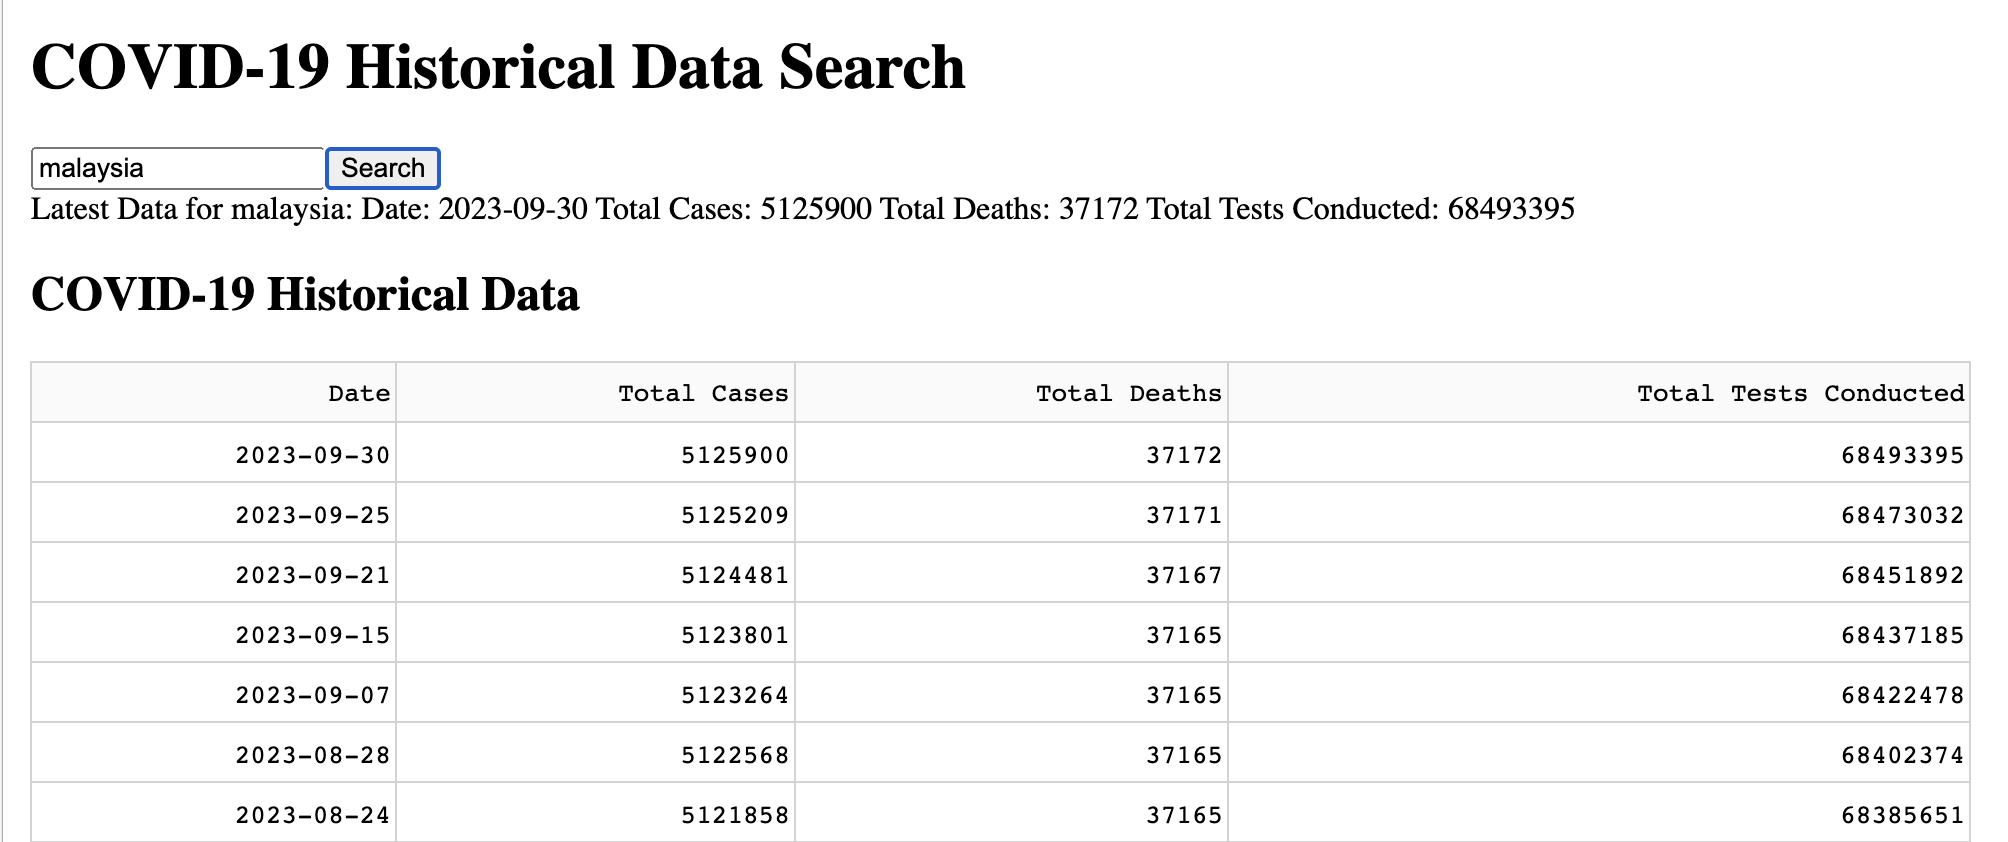 COVID-19 Historical Data Search
malaysia Search
Latest Data for malaysia: Date: 2023-09-30 Total Cases: 5125900 Total Deaths: 37172 Total Tests Conducted: 68493395
COVID-19 Historical Data
Date Total Cases Total Deaths Total Tests Conducted
2023-09-30 5125900 37172 68493395
2023-09-25 5125209 37171 68473032
2023-09-21 5124481 37167 68451892
2023-09-15 5123801 37165 68437185
2023-09-07 5123264 37165 68422478
2023-08-28 5122568 37165 68402374
2023-08-24 5121858 37165 68385651